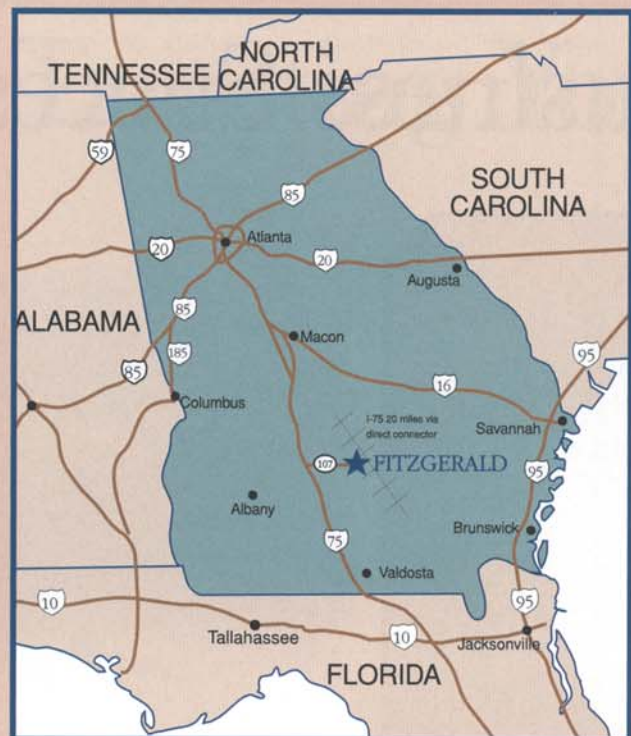 TENNESSEE
NORTH
CAROLINA
59
75
85
SOUTH
CAROLINA
20
Atlanta
20
Augusta
85
ALABAMA
Macon
85
185
95
16
Columbus
I-75 20 miles via
direct connector
Savannah
107
FITZGERALD
95
Albany
Brunswick
75
Valdosta
10
95
Tallahassee
10
Jacksonville
FLORIDA